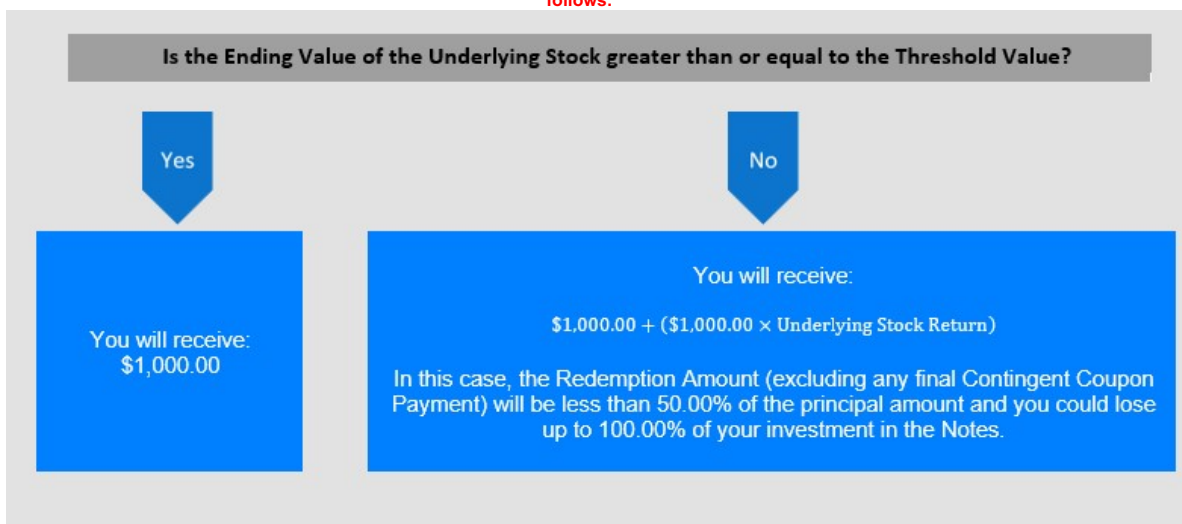 follows:
Is the Ending Value of the Underlying Stock greater than or equal to the Threshold Value?
Yes
No
You will receive:
$1,000.00
You will receive:
$1,000.00 + ($1,000.00 × Underlying Stock Return)
In this case, the Redemption Amount (excluding any final Contingent Coupon
Payment) will be less than 50.00% of the principal amount and you could lose
up to 100.00% of your investment in the Notes.